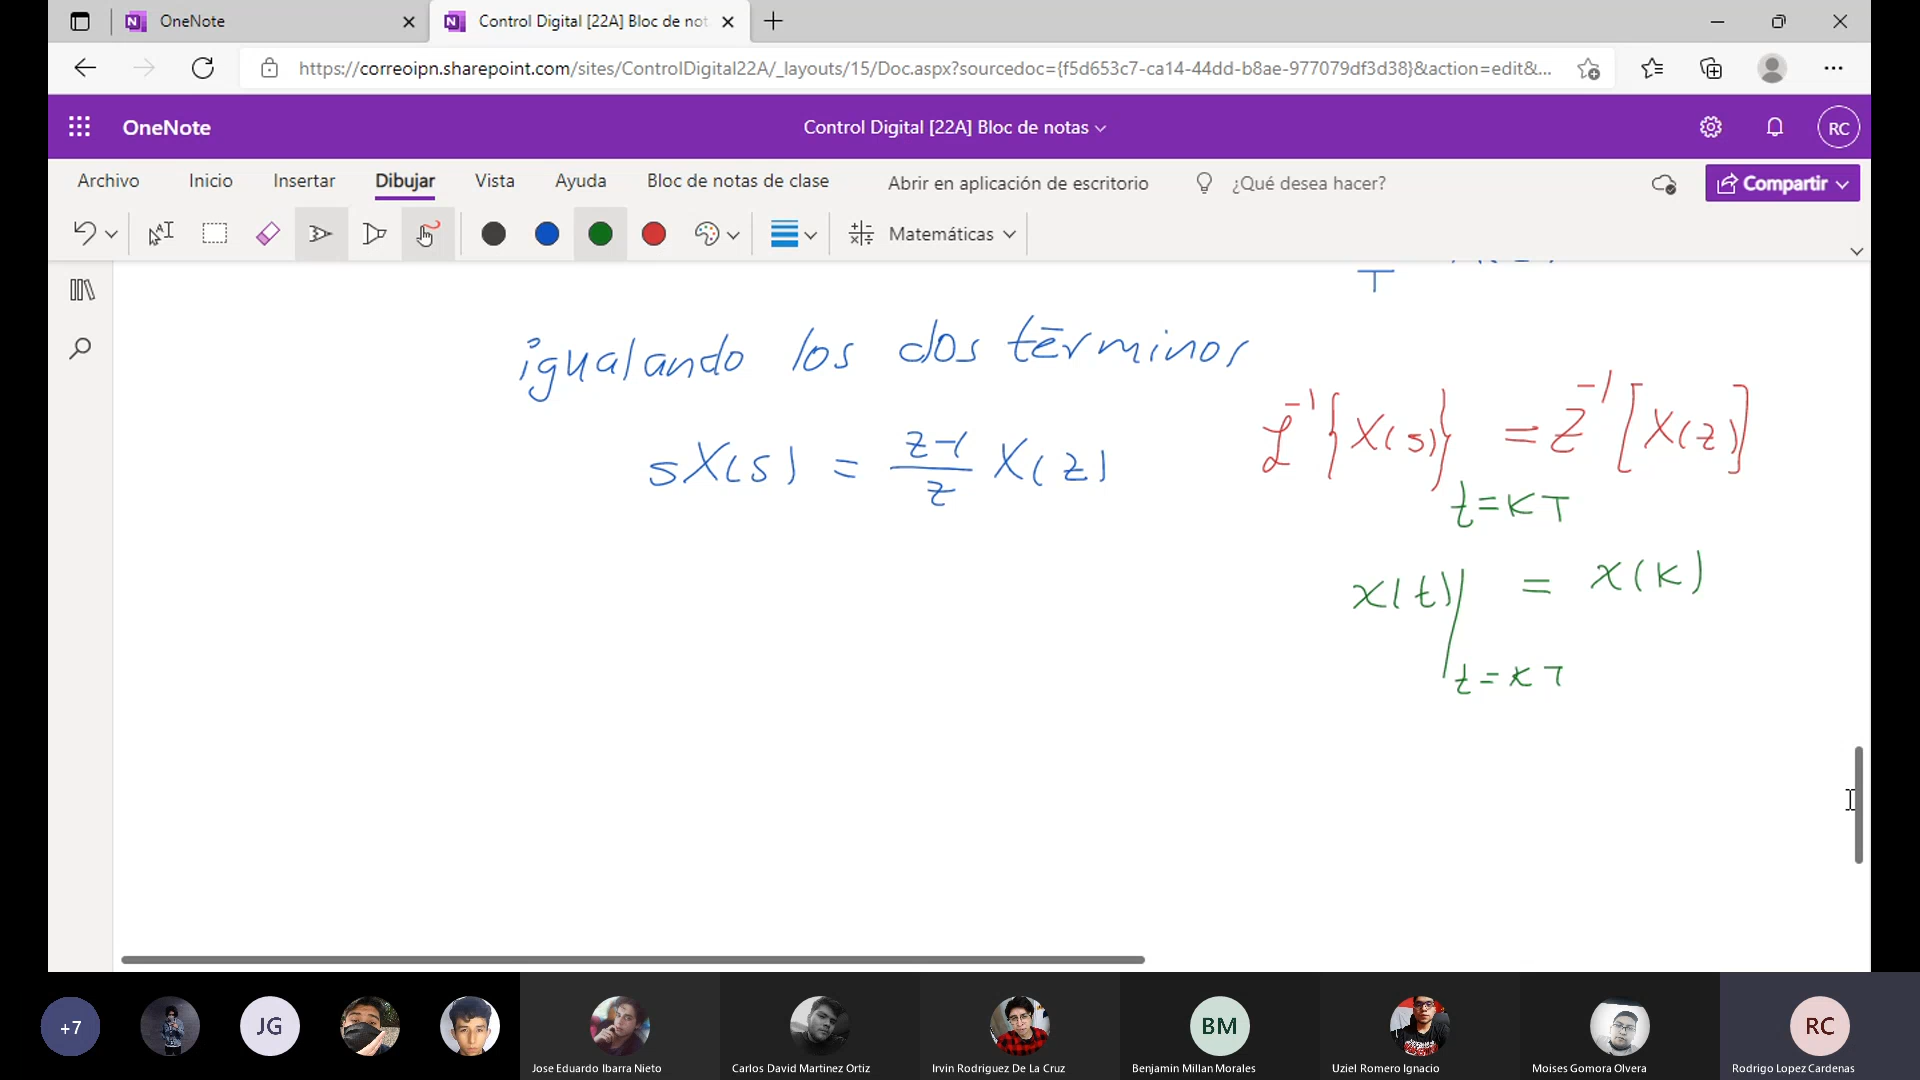 OneNote
Control Digital [22A] Bloc de not
https://correoipn.sharepoint.com/sites/ControlDigital22A/_layouts/15/Doc.aspx?sourcedoc={f5d653c7-ca14-44dd-b8ae-977079df3d38}&action=edit&...
OneNote
Control Digital [22A] Bloc de notas
RC
Archivo Inicio Insertar Dibujar Vista Ayuda Bloc de notas de clase Abrir en aplicación de escritorio ¿Qué desea hacer? Compartir
Matemáticas
T
igualando los dos términos
sX(s) = z-1/z X(z)
ℒ⁻¹{X(s)} = Z⁻¹[X(z)]
t=KT
x(t)| = x(K)
t=KT
+7
JG
BM
RC
Jose Eduardo Ibarra Nieto
Carlos David Martinez Ortiz
Irvin Rodriguez De La Cruz
Benjamin Millan Morales
Uziel Romero Ignacio
Moises Gomora Olvera
Rodrigo Lopez Cardenas